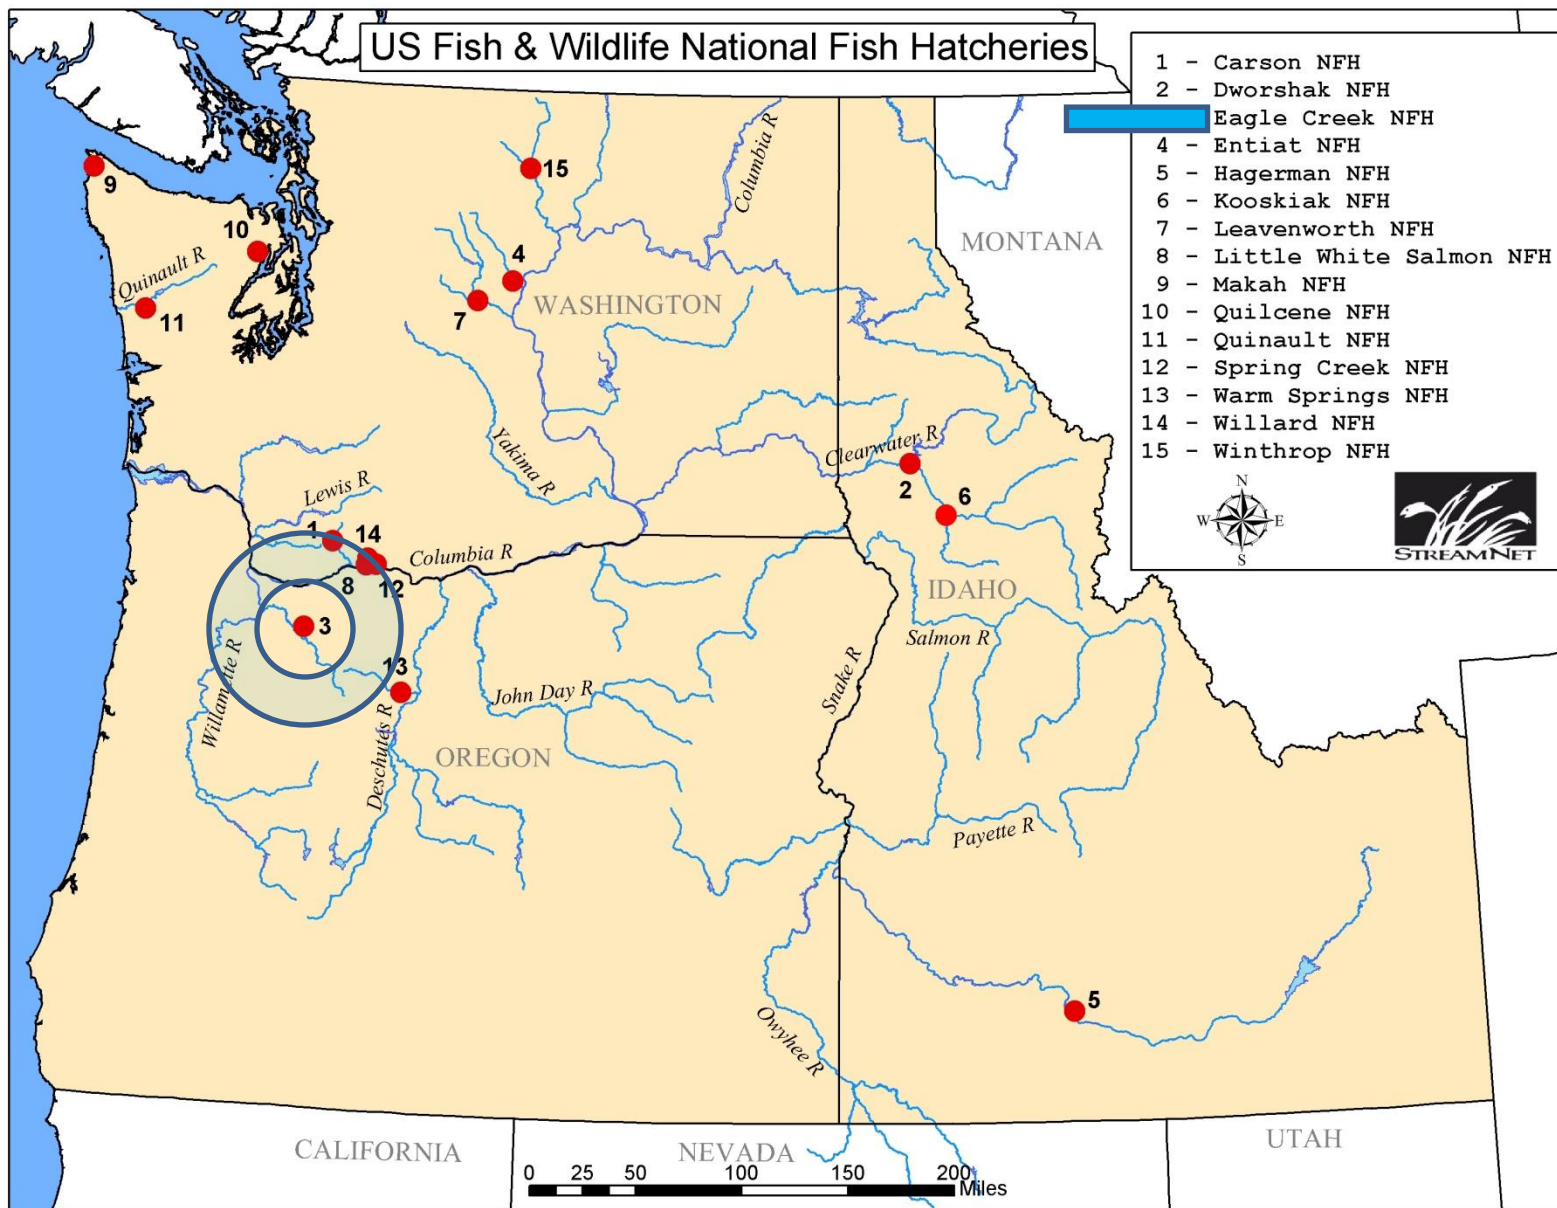 US Fish & Wildlife National Fish Hatcheries
1 - Carson NFH
2 - Dworshak NFH
Eagle Creek NFH
4 - Entiat NFH
5 - Hagerman NFH
6 - Kooskiak NFH
7 - Leavenworth NFH
8 - Little White Salmon NFH
9 - Makah NFH
10 - Quilcene NFH
11 - Quinault NFH
12 - Spring Creek NFH
13 - Warm Springs NFH
14 - Willard NFH
15 - Winthrop NFH
N
W E
S
STREAMNET
9
15
Columbia R
10
4
MONTANA
Quinault R
11
7
WASHINGTON
Yakima R
Clearwater R
2
6
Lewis R
1
14
Columbia R
8
12
IDAHO
3
Salmon R
Willamette R
13
John Day R
Snake R
Deschutes R
OREGON
Payette R
5
Owyhee R
CALIFORNIA
NEVADA
UTAH
0 25 50 100 150 200
Miles